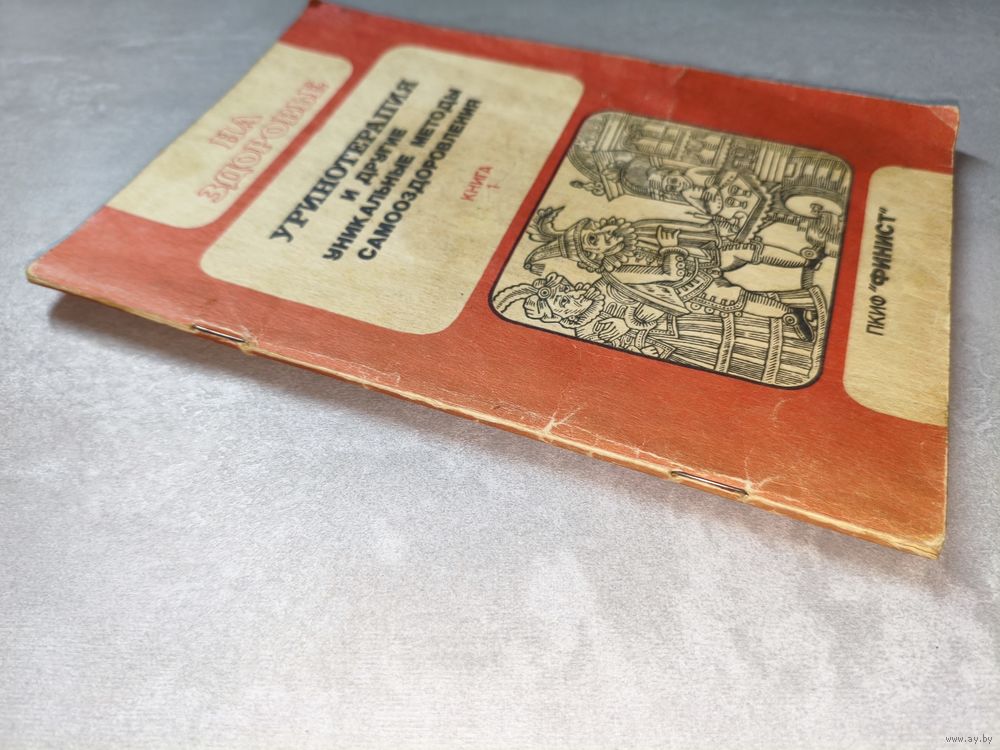 НА
ЗДОРОВЬЕ
УРИНОТЕРАПИЯ
И ДРУГИЕ
УНИКАЛЬНЫЕ МЕТОДЫ
САМООЗДОРОВЛЕНИЯ
КНИГА
1
ПКИО "ФИНИСТ"
www.ay.by